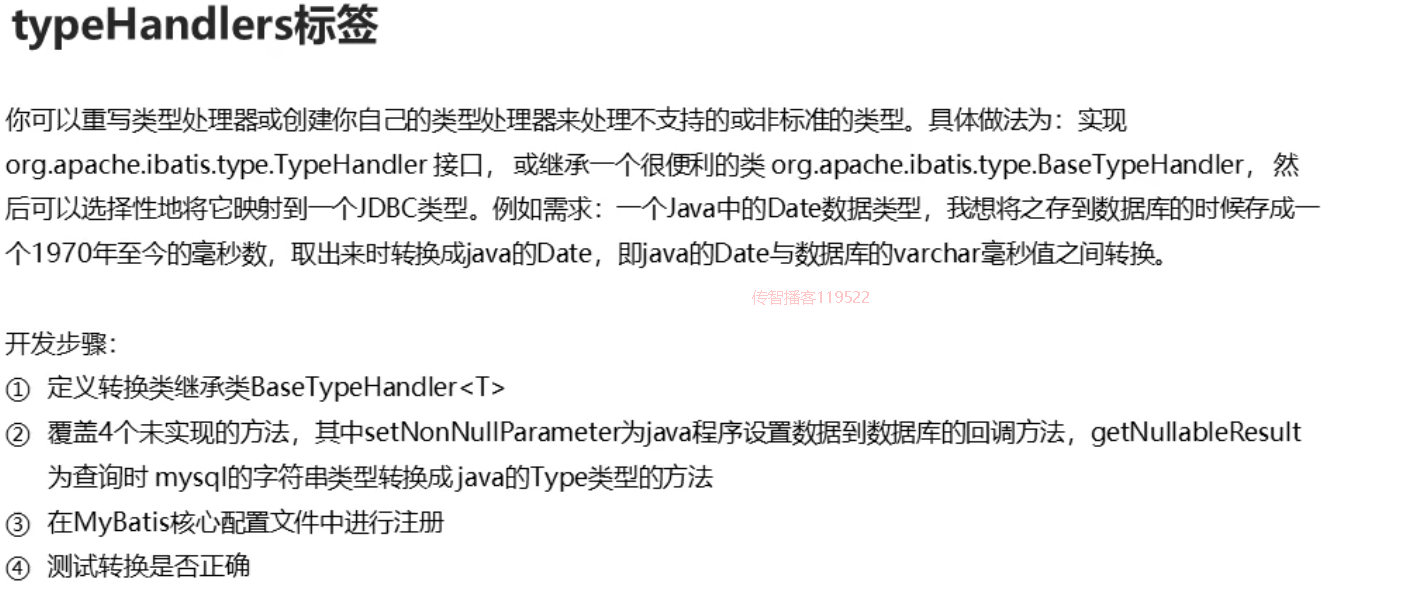 typeHandlers标签
你可以重写类型处理器或创建你自己的类型处理器来处理不支持的或非标准的类型。具体做法为：实现
org.apache.ibatis.type.TypeHandler 接口， 或继承一个很便利的类 org.apache.ibatis.type.BaseTypeHandler， 然
后可以选择性地将它映射到一个JDBC类型。例如需求：一个Java中的Date数据类型，我想将之存到数据库的时候存成一
个1970年至今的毫秒数，取出来时转换成java的Date，即java的Date与数据库的varchar毫秒值之间转换。
传智播客119522
开发步骤：
① 定义转换类继承类BaseTypeHandler<T>
② 覆盖4个未实现的方法，其中setNonNullParameter为java程序设置数据到数据库的回调方法，getNullableResult
为查询时 mysql的字符串类型转换成 java的Type类型的方法
③ 在MyBatis核心配置文件中进行注册
④ 测试转换是否正确